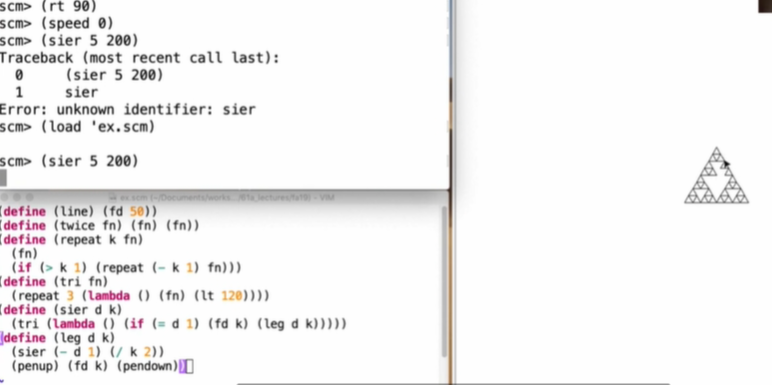 scm> (rt 90)
scm> (speed 0)
scm> (sier 5 200)
Traceback (most recent call last):
0 (sier 5 200)
1 sier
Error: unknown identifier: sier
scm> (load 'ex.scm)
scm> (sier 5 200)
ex.scm (~/Documents/works.../61a_lectures/fa19) – VIM
(define (line) (fd 50))
(define (twice fn) (fn) (fn))
(define (repeat k fn)
(fn)
(if (> k 1) (repeat (- k 1) fn)))
(define (tri fn)
(repeat 3 (lambda () (fn) (lt 120))))
(define (sier d k)
(tri (lambda () (if (= d 1) (fd k) (leg d k)))))
(define (leg d k)
(sier (- d 1) (/ k 2))
(penup) (fd k) (pendown))